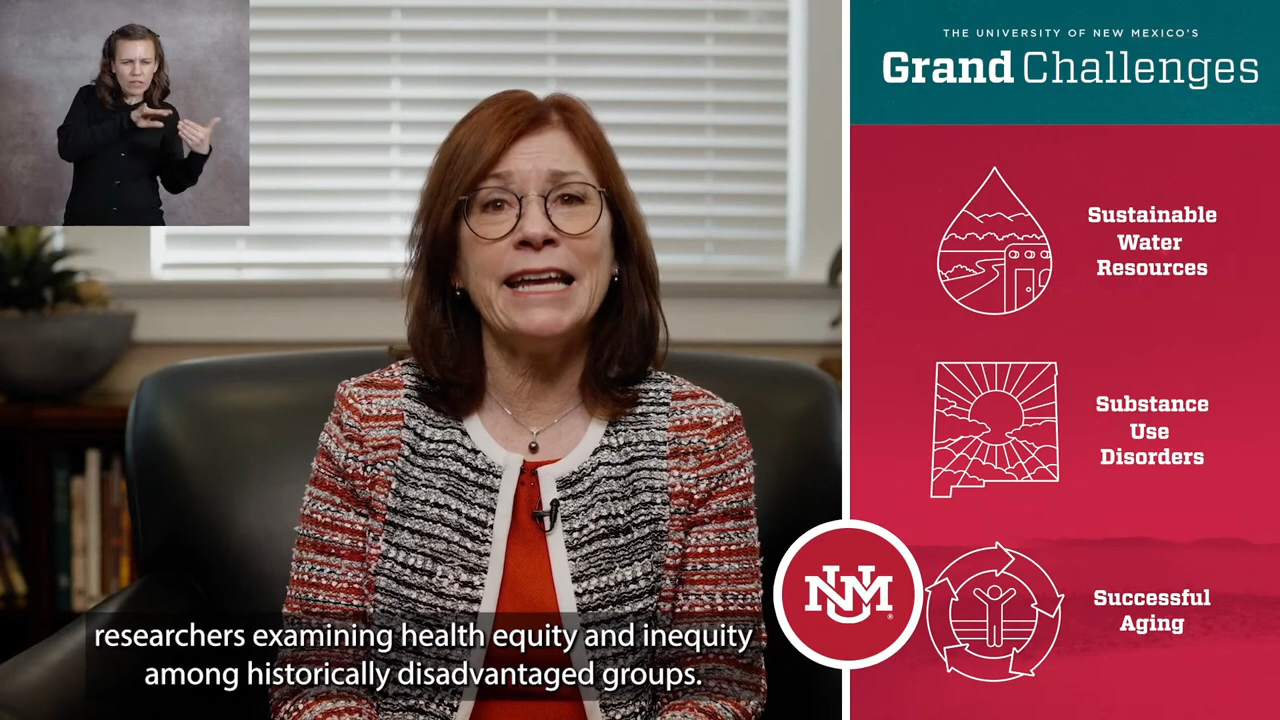 THE UNIVERSITY OF NEW MEXICO'S
Grand Challenges
Sustainable
Water
Resources
Substance
Use
Disorders
Successful
Aging
UNM
researchers examining health equity and inequity
among historically disadvantaged groups.